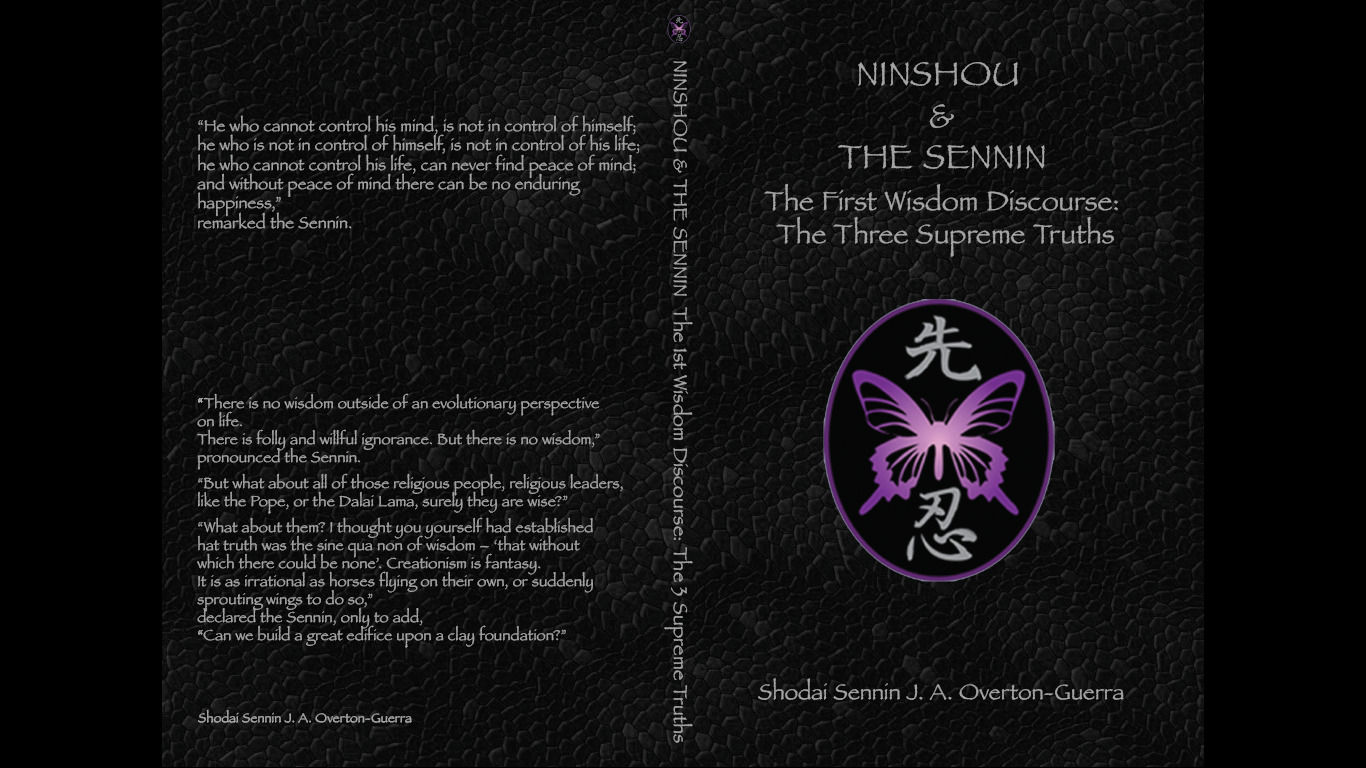 “He who cannot control his mind, is not in control of himself;
he who is not in control of himself, is not in control of his life;
he who cannot control his life, can never find peace of mind;
and without peace of mind there can be no enduring
happiness,”
remarked the Sennin.
“There is no wisdom outside of an evolutionary perspective
on life.
There is folly and willful ignorance. But there is no wisdom,”
pronounced the Sennin.
“But what about all of those religious people, religious leaders,
like the Pope, or the Dalai Lama, surely they are wise?”
“What about them? I thought you yourself had established
hat truth was the sine qua non of wisdom – ‘that without
which there could be none’. Creationism is fantasy.
It is as irrational as horses flying on their own, or suddenly
sprouting wings to do so,”
declared the Sennin, only to add,
“Can we build a great edifice upon a clay foundation?”
Shodai Sennin J. A. Overton-Guerra
先
忍
NINSHOU & THE SENNIN The 1st Wisdom Discourse: The 3 Supreme Truths
NINSHOU
&
THE SENNIN
The First Wisdom Discourse:
The Three Supreme Truths
先
忍
Shodai Sennin J. A. Overton-Guerra